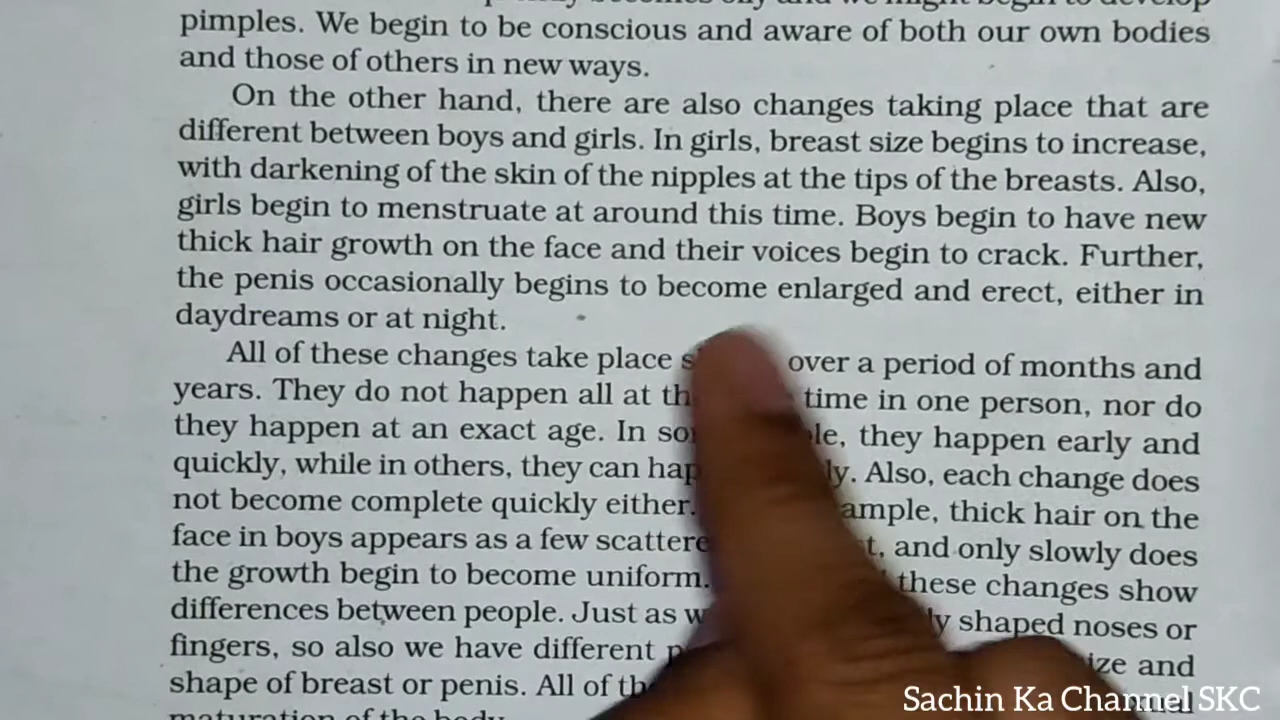 pimples. We begin to be conscious and aware of both our own bodies
and those of others in new ways.
On the other hand, there are also changes taking place that are
different between boys and girls. In girls, breast size begins to increase,
with darkening of the skin of the nipples at the tips of the breasts. Also,
girls begin to menstruate at around this time. Boys begin to have new
thick hair growth on the face and their voices begin to crack. Further,
the penis occasionally begins to become enlarged and erect, either in
daydreams or at night.
All of these changes take place over a period of months and
years. They do not happen all at time in one person, nor do
they happen at an exact age. In they happen early and
quickly, while in others, they can Also, each change does
not become complete quickly either. thick hair on the
face in boys appears as a few and only slowly does
the growth begin to become uniform. these changes show
differences between people. Just as shaped noses or
fingers, so also we have different and
shape of breast or penis. All of
maturation of the body
Sachin Ka Channel SKC